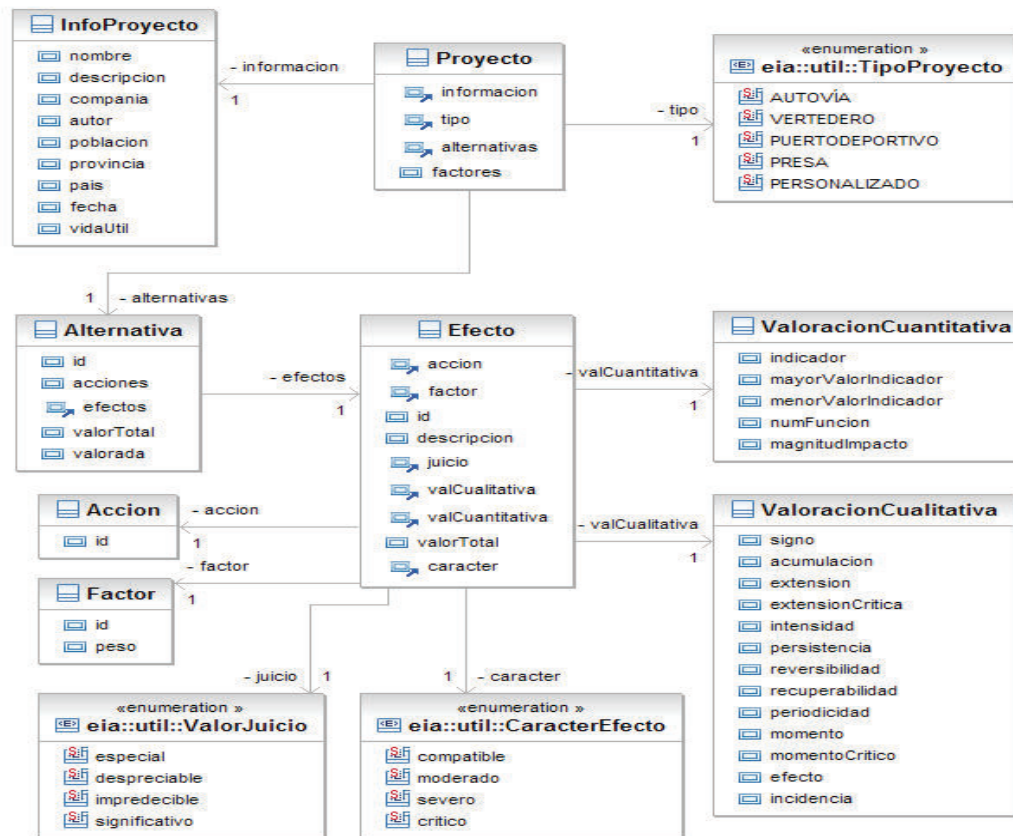 InfoProyecto
nombre
descripcion
compania
autor
poblacion
provincia
pais
fecha
vidaUtil
- informacion
1
Proyecto
informacion
tipo
alternativas
factores
- tipo
1
«enumeration »
eia::util::TipoProyecto
AUTOVÍA
VERTEDERO
PUERTODEPORTIVO
PRESA
PERSONALIZADO
1 - alternativas
Alternativa
id
acciones
efectos
valorTotal
valorada
- efectos
1
Efecto
accion
factor
id
descripcion
juicio
valCualitativa
valCuantitativa
valorTotal
caracter
- valCuantitativa
1
ValoracionCuantitativa
indicador
mayorValorIndicador
menorValorIndicador
numFuncion
magnitudImpacto
Accion
id
- accion
1
- factor
1
Factor
id
peso
- valCualitativa
1
ValoracionCualitativa
signo
acumulacion
extension
extensionCritica
intensidad
persistencia
reversibilidad
recuperabilidad
periodicidad
momento
momentoCritico
efecto
incidencia
- juicio 1
«enumeration »
eia::util::ValorJuicio
especial
despreciable
impredecible
significativo
1 - caracter
«enumeration »
eia::util::CaracterEfecto
compatible
moderado
severo
critico